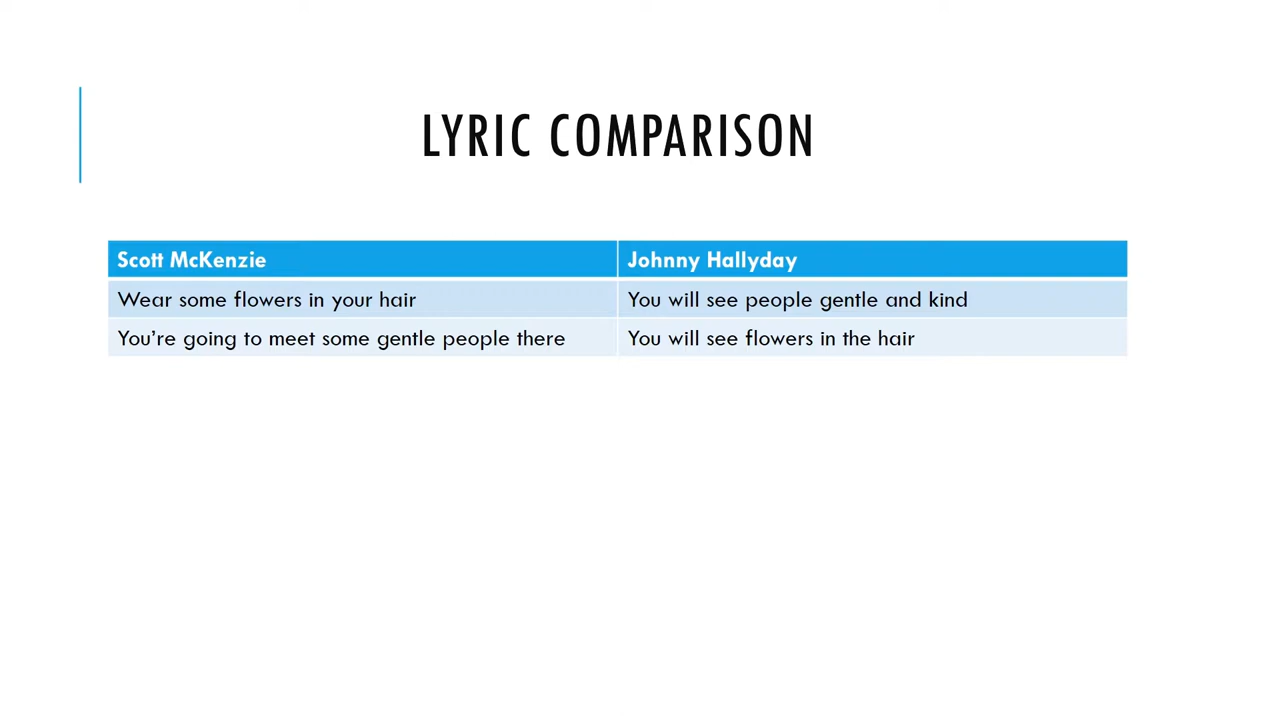 LYRIC COMPARISON
Scott McKenzie
Johnny Hallyday
Wear some flowers in your hair
You will see people gentle and kind
You’re going to meet some gentle people there
You will see flowers in the hair